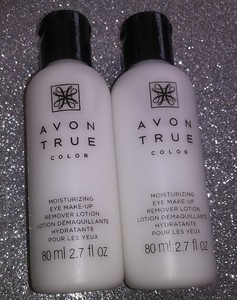 AVON
TRUE
COLOR
MOISTURIZING
EYE MAKE-UP
REMOVER LOTION
LOTION DÉMAQUILLANTE
HYDRATANTE
POUR LES YEUX
80 ml 2.7 fl oz
AVON
TRUE
COLOR
MOISTURIZING
EYE MAKE-UP
REMOVER LOTION
LOTION DÉMAQUILLANTE
HYDRATANTE
POUR LES YEUX
80 ml 2.7 fl oz